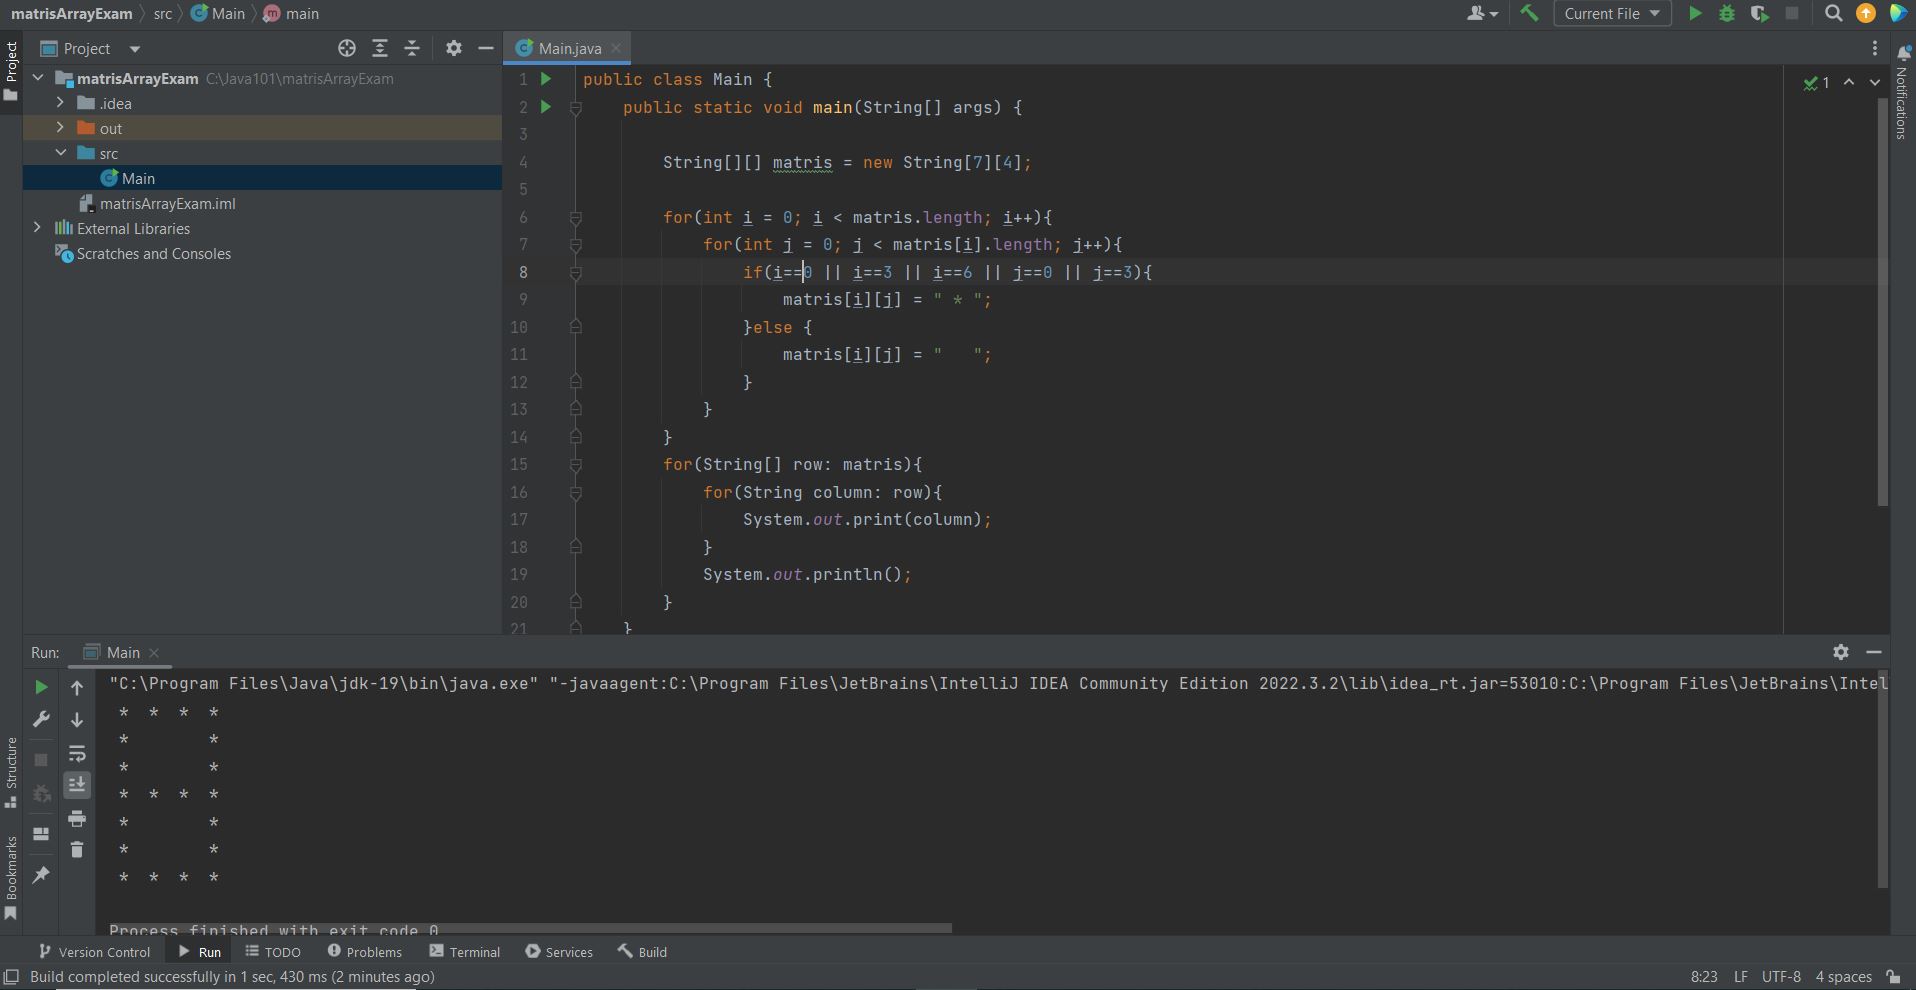 matrisArrayExam src Main main Current File
Project
matrisArrayExam C:\Java101\matrisArrayExam
.idea
out
src
Main
matrisArrayExam.iml
External Libraries
Scratches and Consoles
Project
Structure
Bookmarks
Main.java
1 public class Main {
2 public static void main(String[] args) {
3
4 String[][] matris = new String[7][4];
5
6 for(int i = 0; i < matris.length; i++){
7 for(int j = 0; j < matris[i].length; j++){
8 if(i==0 || i==3 || i==6 || j==0 || j==3){
9 matris[i][j] = " * ";
10 }else {
11 matris[i][j] = "   ";
12 }
13 }
14 }
15 for(String[] row: matris){
16 for(String column: row){
17 System.out.print(column);
18 }
19 System.out.println();
20 }
21 }
1
Notifications
Run: Main
"C:\Program Files\Java\jdk-19\bin\java.exe" "-javaagent:C:\Program Files\JetBrains\IntelliJ IDEA Community Edition 2022.3.2\lib\idea_rt.jar=53010:C:\Program Files\JetBrains\Intel
 *  *  *  *
 *        *
 *        *
 *  *  *  *
 *        *
 *        *
 *  *  *  *
Process finished with exit code 0
Version Control Run TODO Problems Terminal Services Build
Build completed successfully in 1 sec, 430 ms (2 minutes ago) 8:23 LF UTF-8 4 spaces